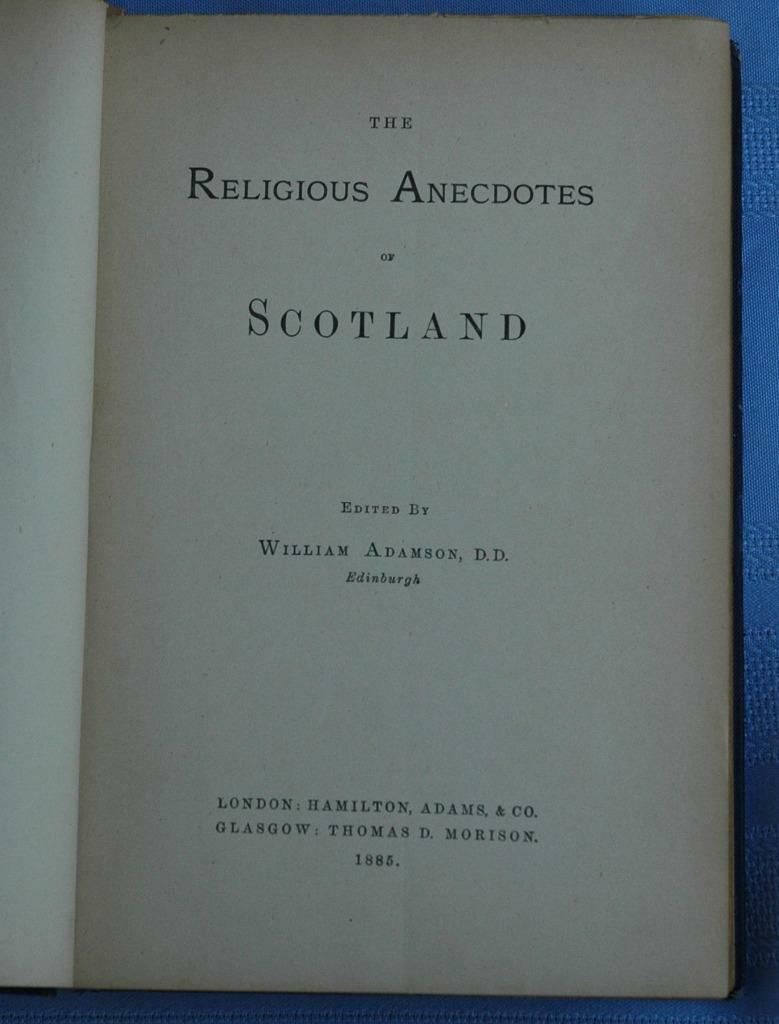 THE
RELIGIOUS ANECDOTES
OF
SCOTLAND
EDITED BY
WILLIAM ADAMSON, D.D.
Edinburgh
LONDON: HAMILTON, ADAMS, & CO.
GLASGOW: THOMAS D. MORISON.
1885.